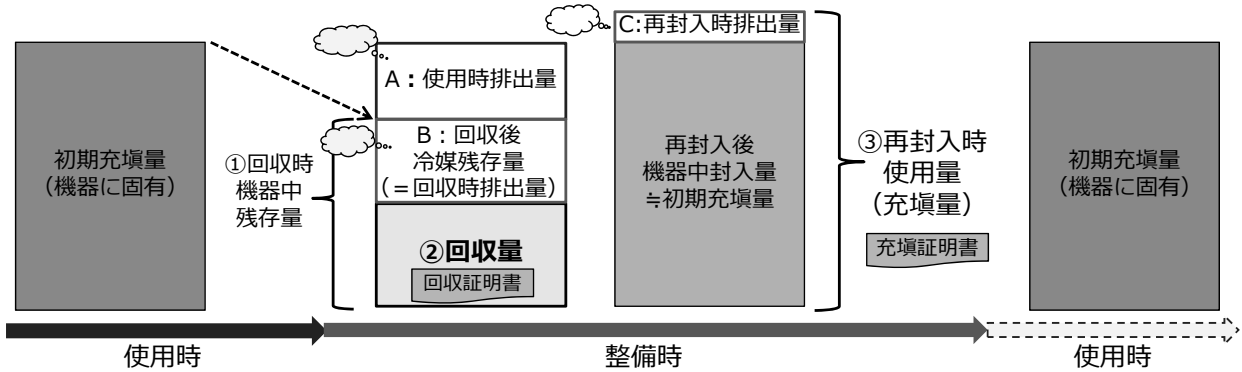 初期充塡量
（機器に固有）
①回収時
機器中
残存量
A：使用時排出量
B：回収後
冷媒残存量
（＝回収時排出量）
②回収量
回収証明書
C:再封入時排出量
再封入後
機器中封入量
≒初期充塡量
③再封入時
使用量
（充塡量）
充塡証明書
初期充塡量
（機器に固有）
使用時
整備時
使用時